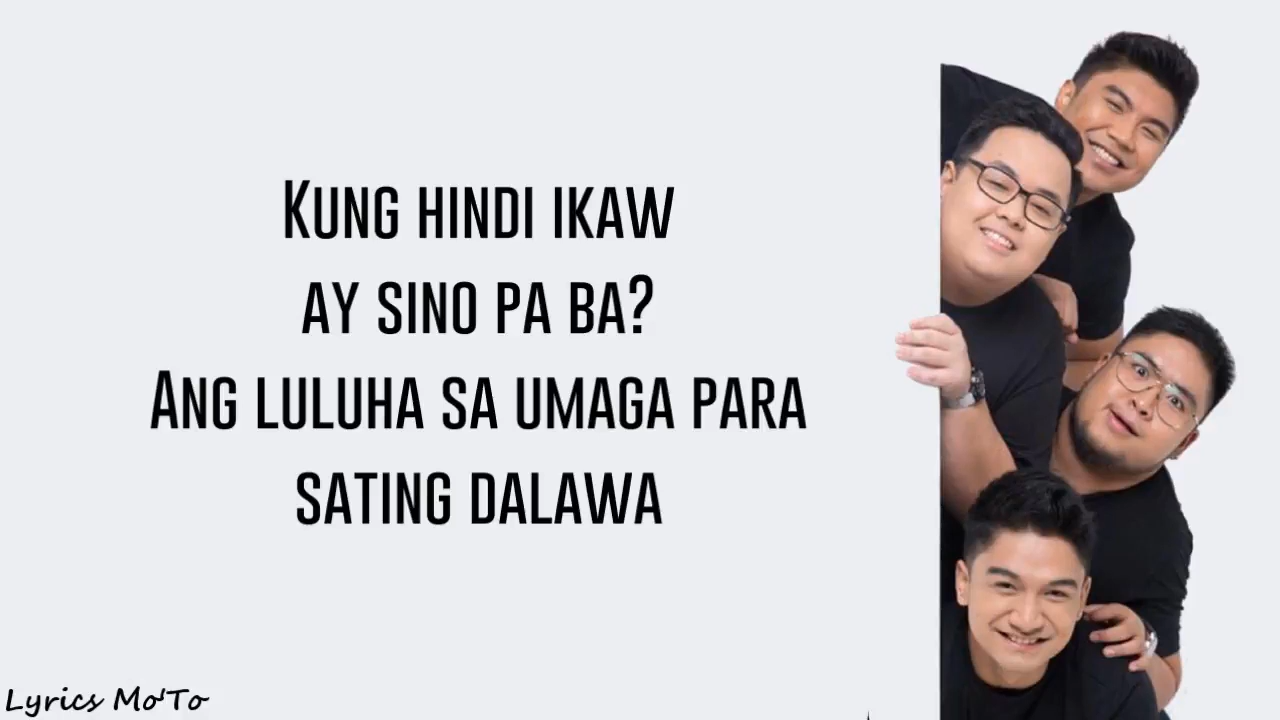 Kung hindi ikaw
ay sino pa ba?
Ang luluha sa umaga para
sating dalawa
Lyrics Mo'To